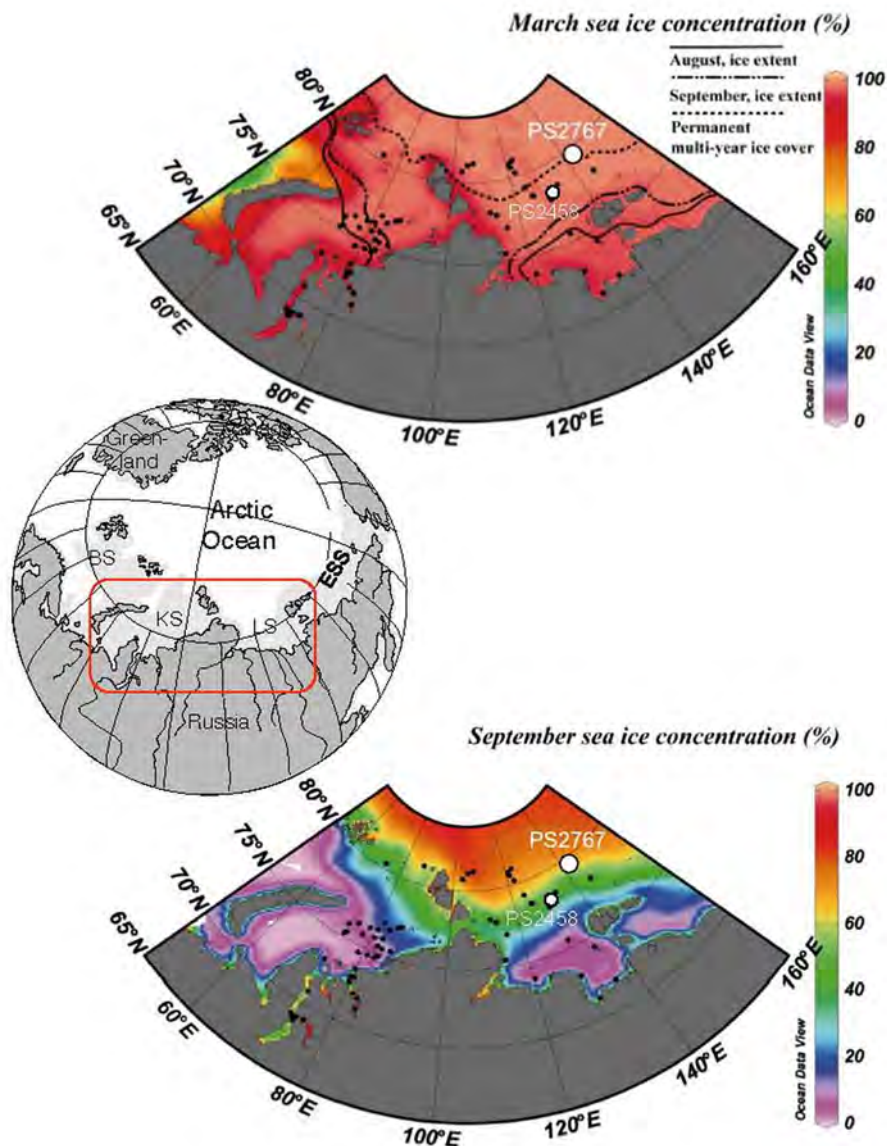 March sea ice concentration (%)
August, ice extent
September, ice extent
Permanent
multi-year ice cover
100
80
60
40
20
0
Ocean Data View
PS2767
PS2458
80°N
75°N
70°N
65°N
60°E
80°E
100°E
120°E
140°E
160°E
Green-
land
Arctic
Ocean
BS
ESS
KS
LS
Russia
September sea ice concentration (%)
100
80
60
40
20
0
Ocean Data View
PS2767
PS2458
80°N
75°N
70°N
65°N
60°E
80°E
100°E
120°E
140°E
160°E